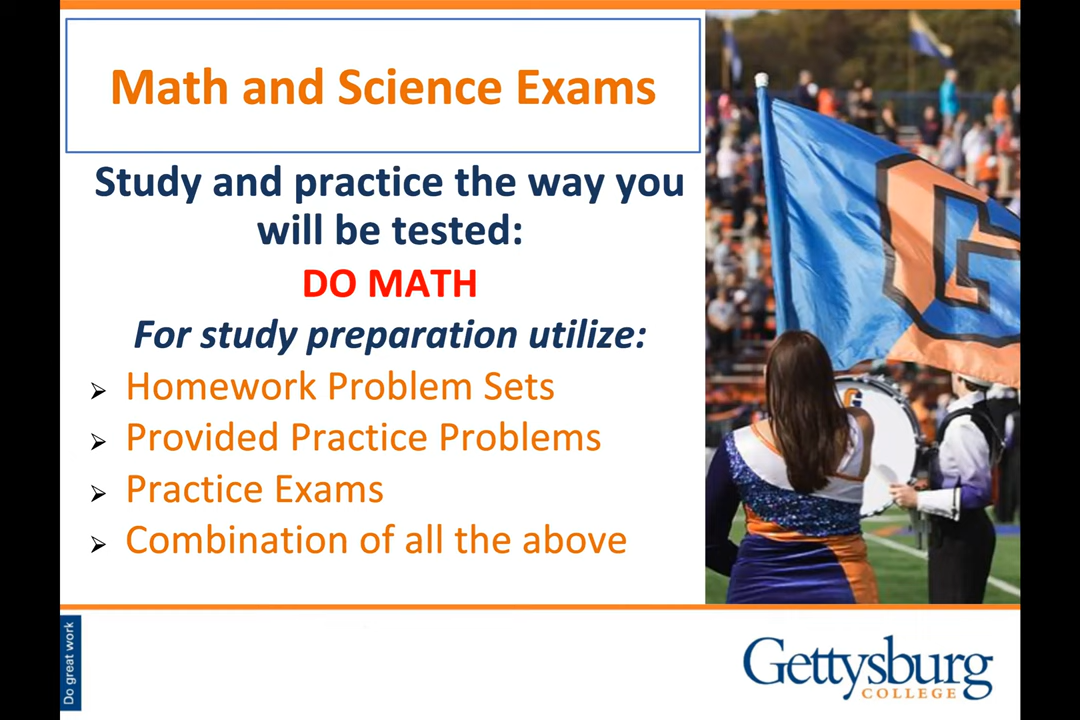 Math and Science Exams
Study and practice the way you
will be tested:
DO MATH
For study preparation utilize:
➢ Homework Problem Sets
➢ Provided Practice Problems
➢ Practice Exams
➢ Combination of all the above
G
G
Do great work
Gettysburg
COLLEGE